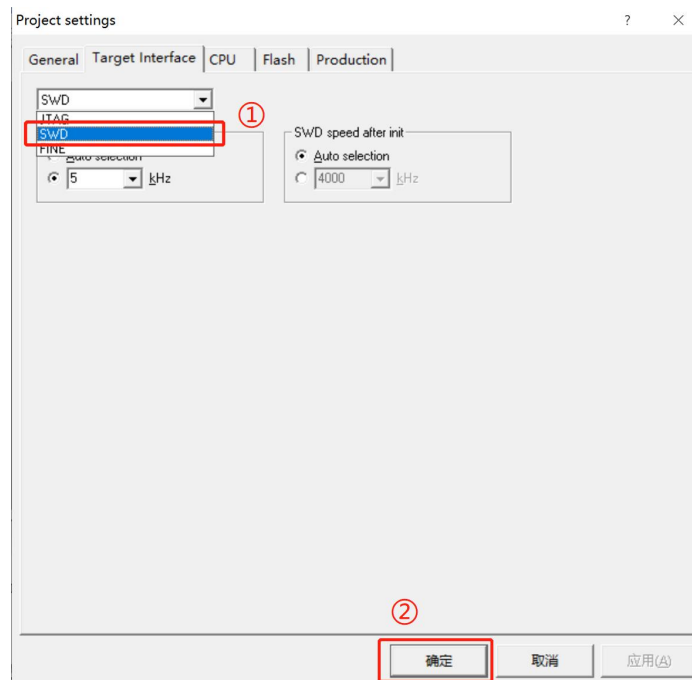 Project settings ? ×
General Target Interface CPU Flash Production
SWD
①
JTAG
SWD
FINE
SWD speed after init
Auto selection
Auto selection
5 kHz
4000 kHz
②
确定 取消 应用(A)